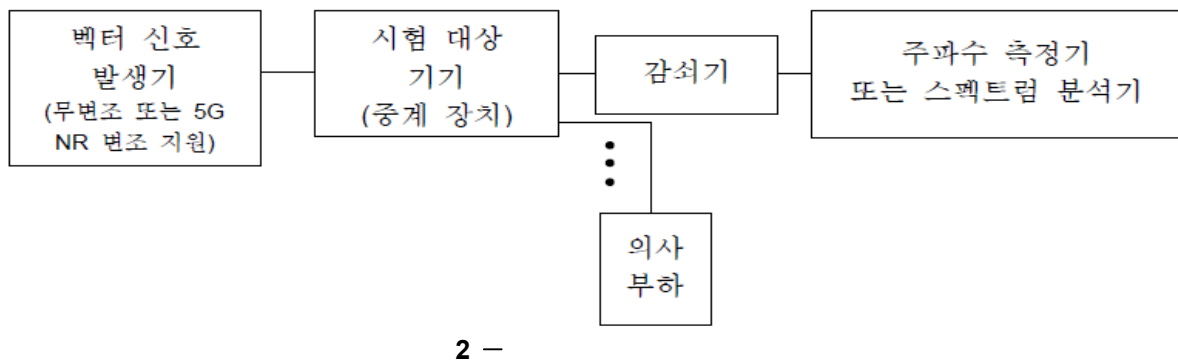 벡터 신호
발생기
(무변조 또는 5G
NR 변조 지원)
시험 대상
기기
(중계 장치)
감쇠기
주파수 측정기
또는 스펙트럼 분석기
의사
부하
2 –